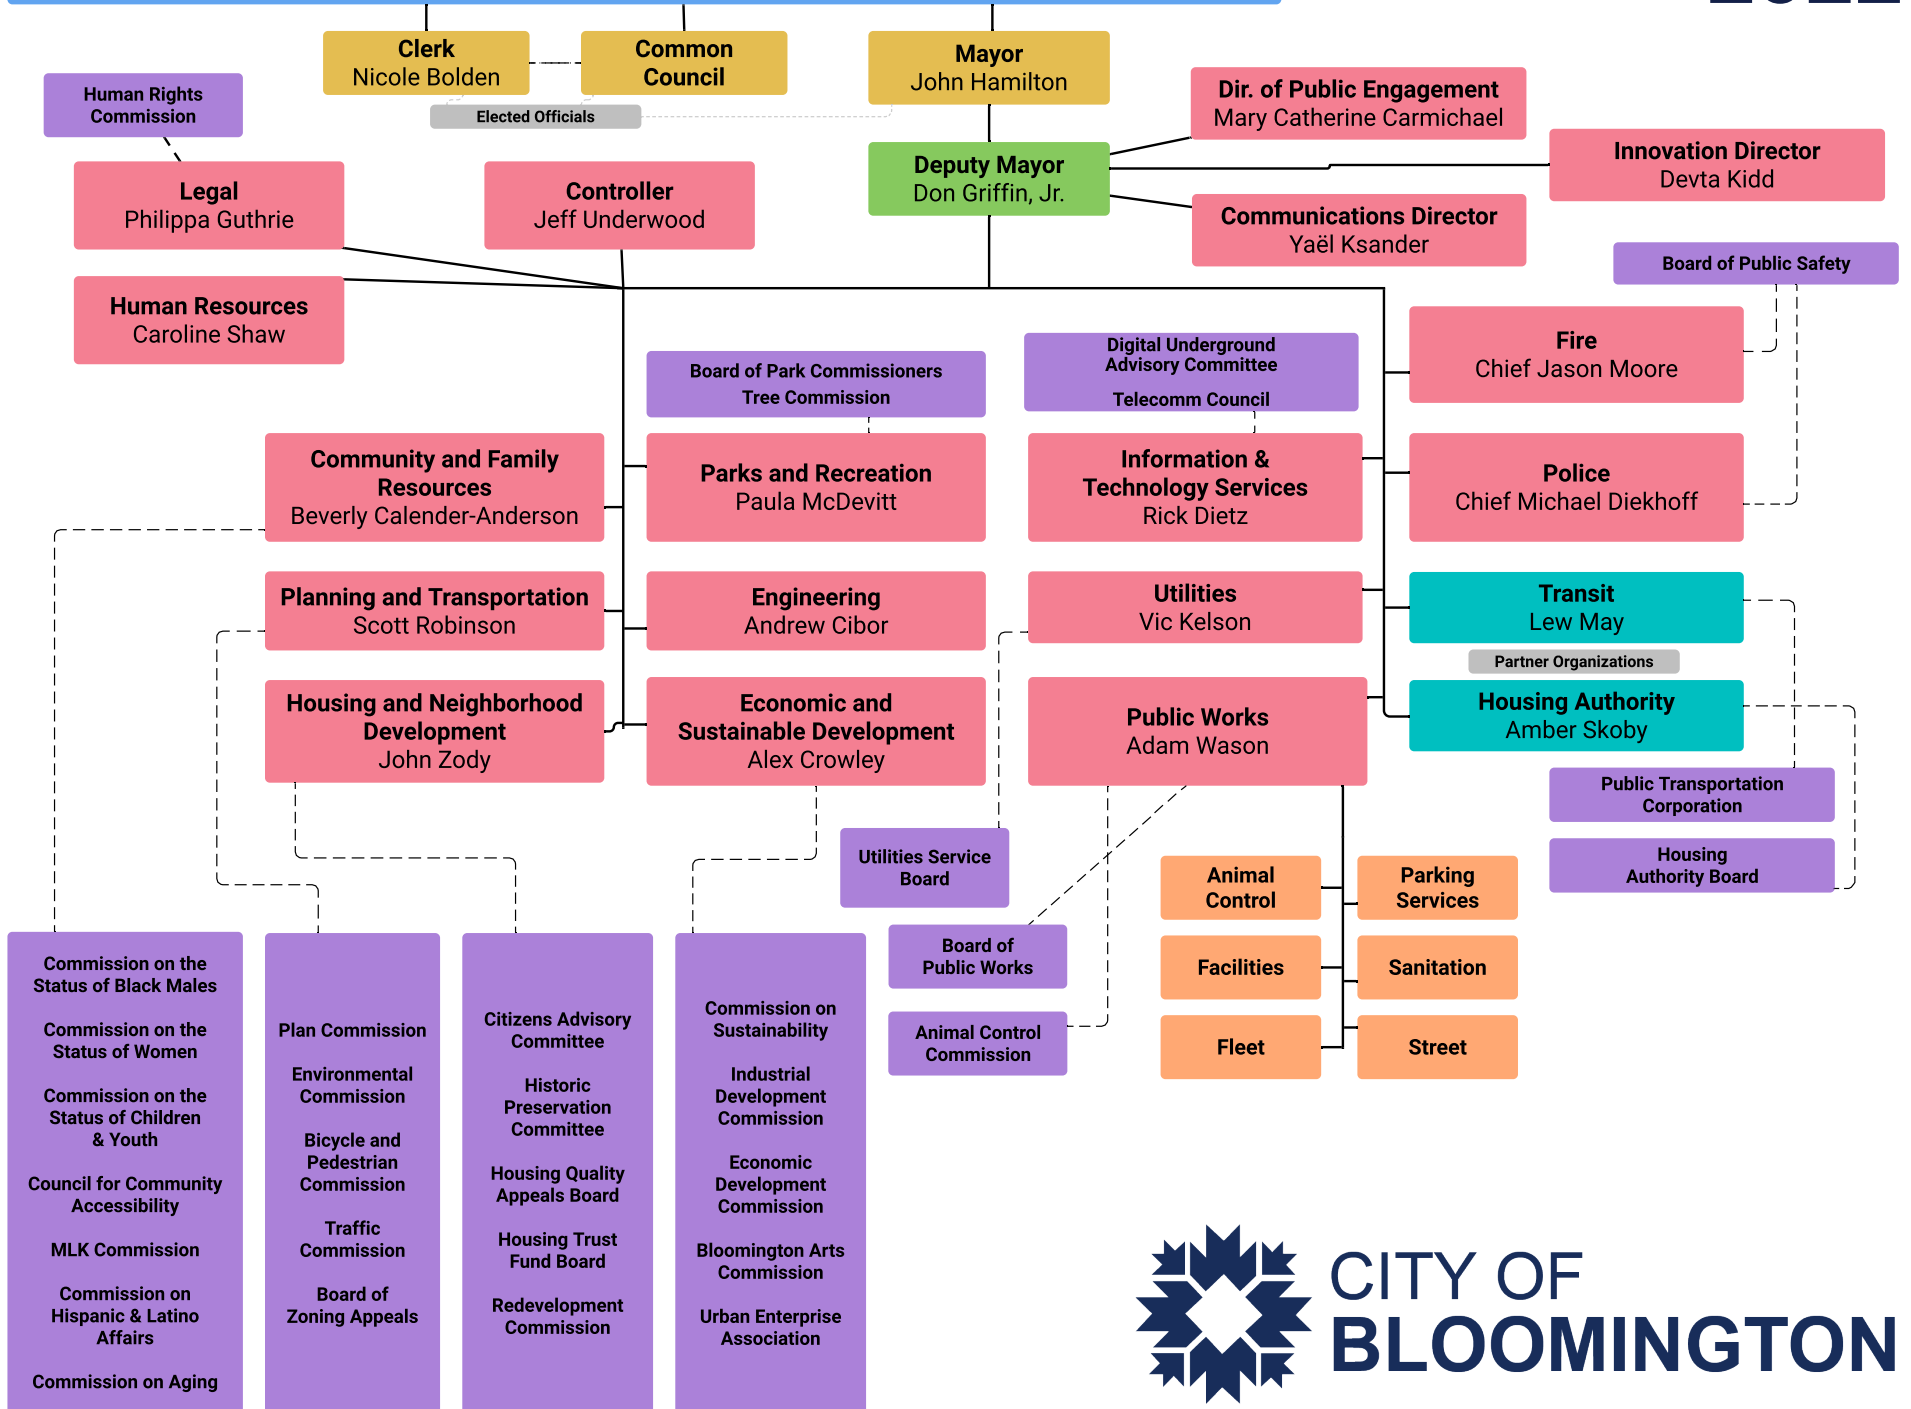 Clerk
Nicole Bolden
Common
Council
Mayor
John Hamilton
Elected Officials
Human Rights
Commission
Dir. of Public Engagement
Mary Catherine Carmichael
Innovation Director
Devta Kidd
Deputy Mayor
Don Griffin, Jr.
Communications Director
Yaël Ksander
Legal
Philippa Guthrie
Controller
Jeff Underwood
Board of Public Safety
Human Resources
Caroline Shaw
Fire
Chief Jason Moore
Board of Park Commissioners
Tree Commission
Digital Underground
Advisory Committee
Telecomm Council
Community and Family
Resources
Beverly Calender-Anderson
Parks and Recreation
Paula McDevitt
Information &
Technology Services
Rick Dietz
Police
Chief Michael Diekhoff
Planning and Transportation
Scott Robinson
Engineering
Andrew Cibor
Utilities
Vic Kelson
Transit
Lew May
Partner Organizations
Housing and Neighborhood
Development
John Zody
Economic and
Sustainable Development
Alex Crowley
Public Works
Adam Wason
Housing Authority
Amber Skoby
Public Transportation
Corporation
Housing
Authority Board
Utilities Service
Board
Board of
Public Works
Animal Control
Commission
Animal
Control
Parking
Services
Facilities
Sanitation
Fleet
Street
Commission on the
Status of Black Males
Commission on the
Status of Women
Commission on the
Status of Children
& Youth
Council for Community
Accessibility
MLK Commission
Commission on
Hispanic & Latino
Affairs
Commission on Aging
Plan Commission
Environmental
Commission
Bicycle and
Pedestrian
Commission
Traffic
Commission
Board of
Zoning Appeals
Citizens Advisory
Committee
Historic
Preservation
Committee
Housing Quality
Appeals Board
Housing Trust
Fund Board
Redevelopment
Commission
Commission on
Sustainability
Industrial
Development
Commission
Economic
Development
Commission
Bloomington Arts
Commission
Urban Enterprise
Association
CITY OF
BLOOMINGTON